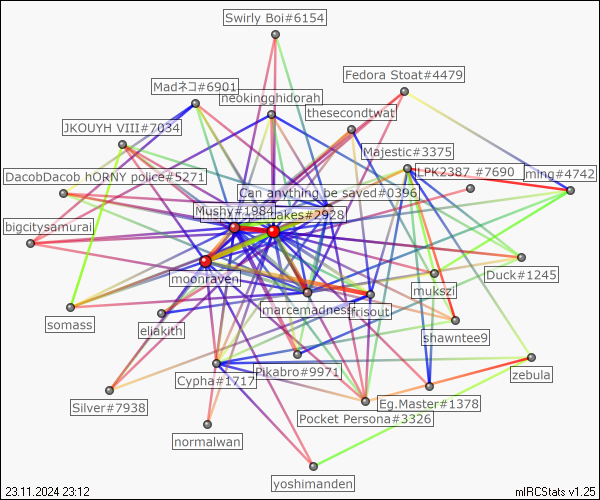 Swirly Boi#6154
Fedora Stoat#4479
Madネコ#6901
neokingghidorah
thesecondtwat
JKOUYH VIII#7034
Majestic#3375
LPK2387 #7690
ming#4742
DacobDacob hORNY police#5271
Can anything be saved#0396
Mushy#1984
akes#2928
bigcitysamurai
moonraven
Duck#1245
mukszi
marcemadness
frisout
somass
eliakith
shawntee9
Pikabro#9971
zebula
Cypha#1717
Silver#7938
Eg.Master#1378
Pocket Persona#3326
normalwan
yoshimanden
23.11.2024 23:12
mIRCStats v1.25